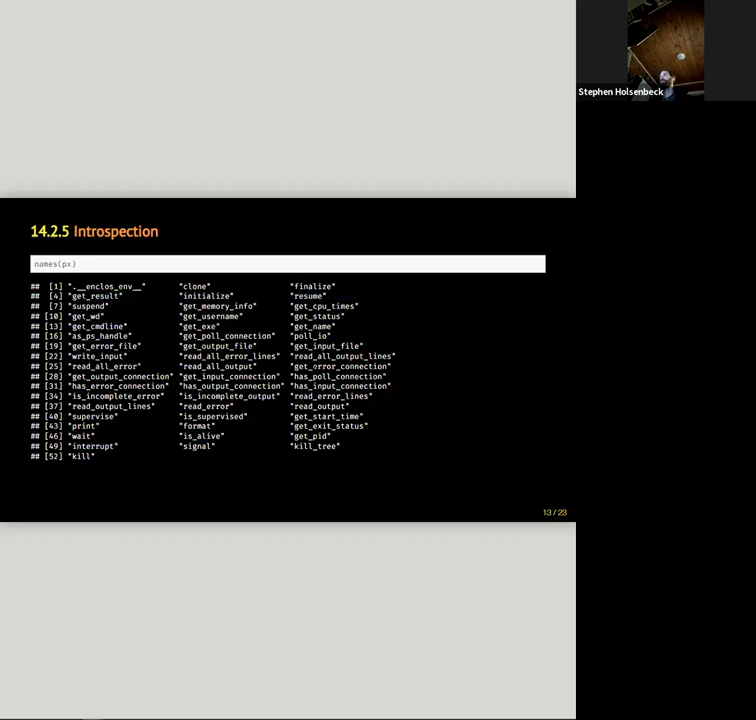 Stephen Holsenbeck
14.2.5 Introspection
names(px)
## [1] ".__enclos_env__" "clone" "finalize"
## [4] "get_result" "initialize" "resume"
## [7] "suspend" "get_memory_info" "get_cpu_times"
## [10] "get_wd" "get_username" "get_status"
## [13] "get_cmdline" "get_exe" "get_name"
## [16] "as_ps_handle" "get_poll_connection" "poll_io"
## [19] "get_error_file" "get_output_file" "get_input_file"
## [22] "write_input" "read_all_error_lines" "read_all_output_lines"
## [25] "read_all_error" "read_all_output" "get_error_connection"
## [28] "get_output_connection" "get_input_connection" "has_poll_connection"
## [31] "has_error_connection" "has_output_connection" "has_input_connection"
## [34] "is_incomplete_error" "is_incomplete_output" "read_error_lines"
## [37] "read_output_lines" "read_error" "read_output"
## [40] "supervise" "is_supervised" "get_start_time"
## [43] "print" "format" "get_exit_status"
## [46] "wait" "is_alive" "get_pid"
## [49] "interrupt" "signal" "kill_tree"
## [52] "kill"
13 / 23